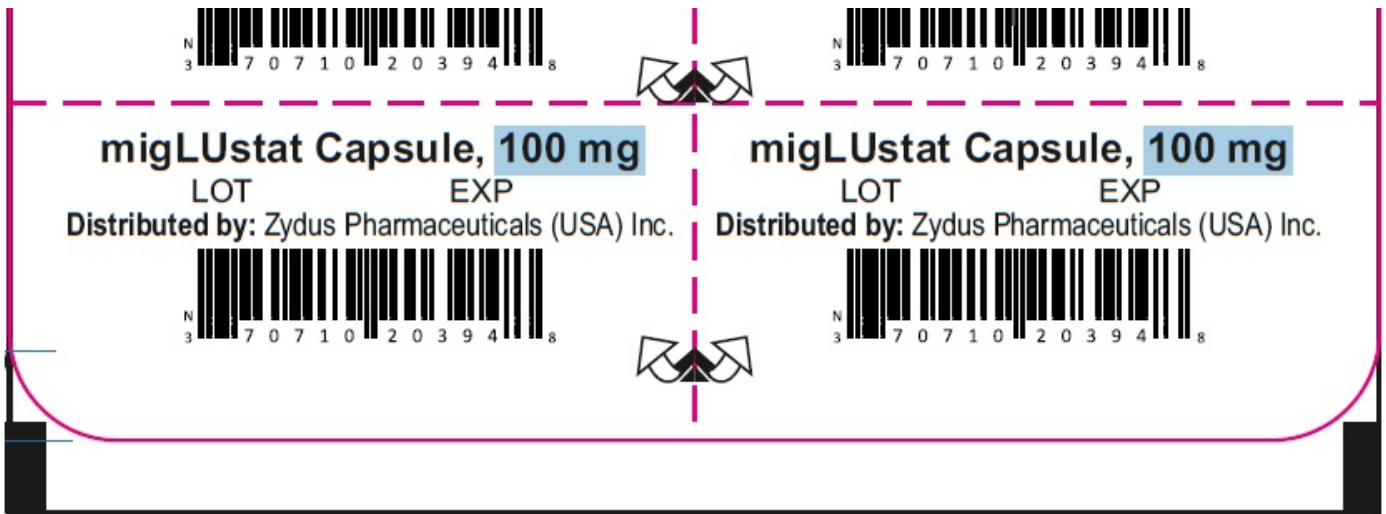 N
3 70710 20394 8
N
3 70710 20394 8
migLUstat Capsule, 100 mg
LOT EXP
Distributed by: Zydus Pharmaceuticals (USA) Inc.
N
3 70710 20394 8
migLUstat Capsule, 100 mg
LOT EXP
Distributed by: Zydus Pharmaceuticals (USA) Inc.
N
3 70710 20394 8